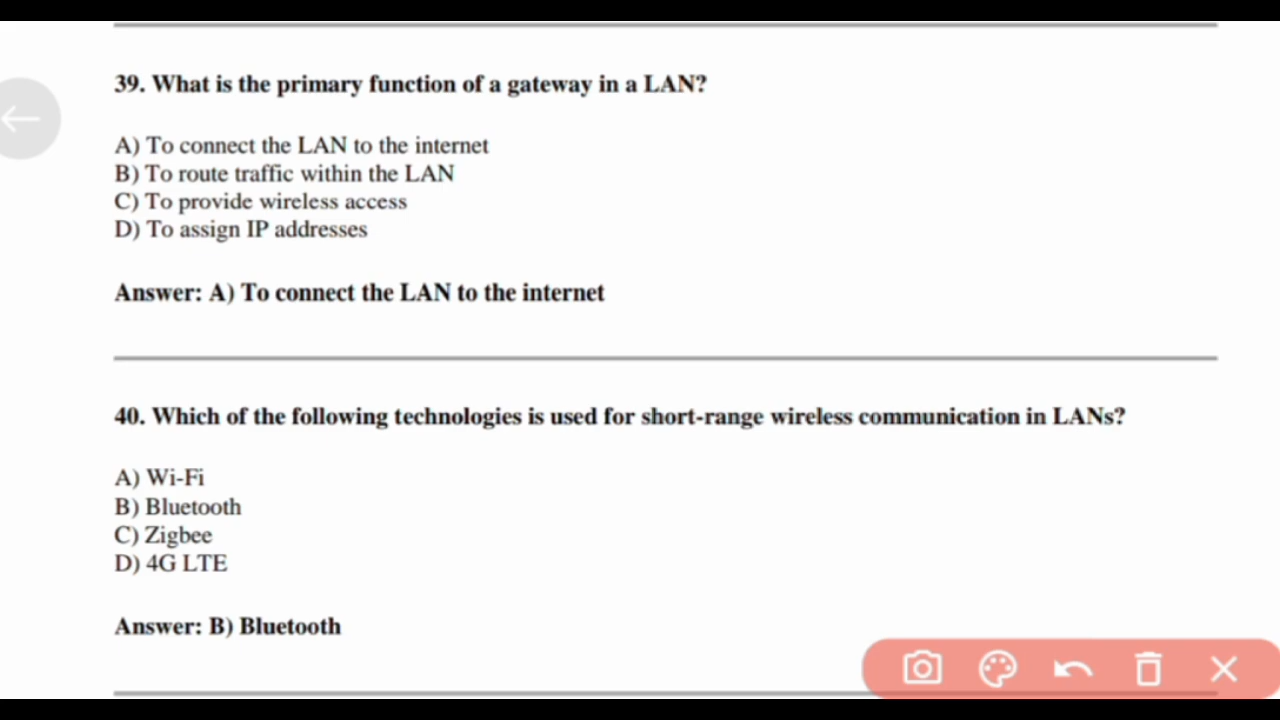 39. What is the primary function of a gateway in a LAN?
A) To connect the LAN to the internet
B) To route traffic within the LAN
C) To provide wireless access
D) To assign IP addresses
Answer: A) To connect the LAN to the internet
40. Which of the following technologies is used for short-range wireless communication in LANs?
A) Wi-Fi
B) Bluetooth
C) Zigbee
D) 4G LTE
Answer: B) Bluetooth